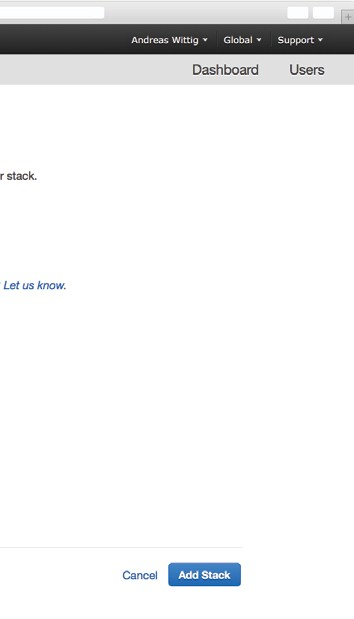 Andreas Wittig Global Support
Dashboard Users
r stack.
Let us know.
Cancel Add Stack